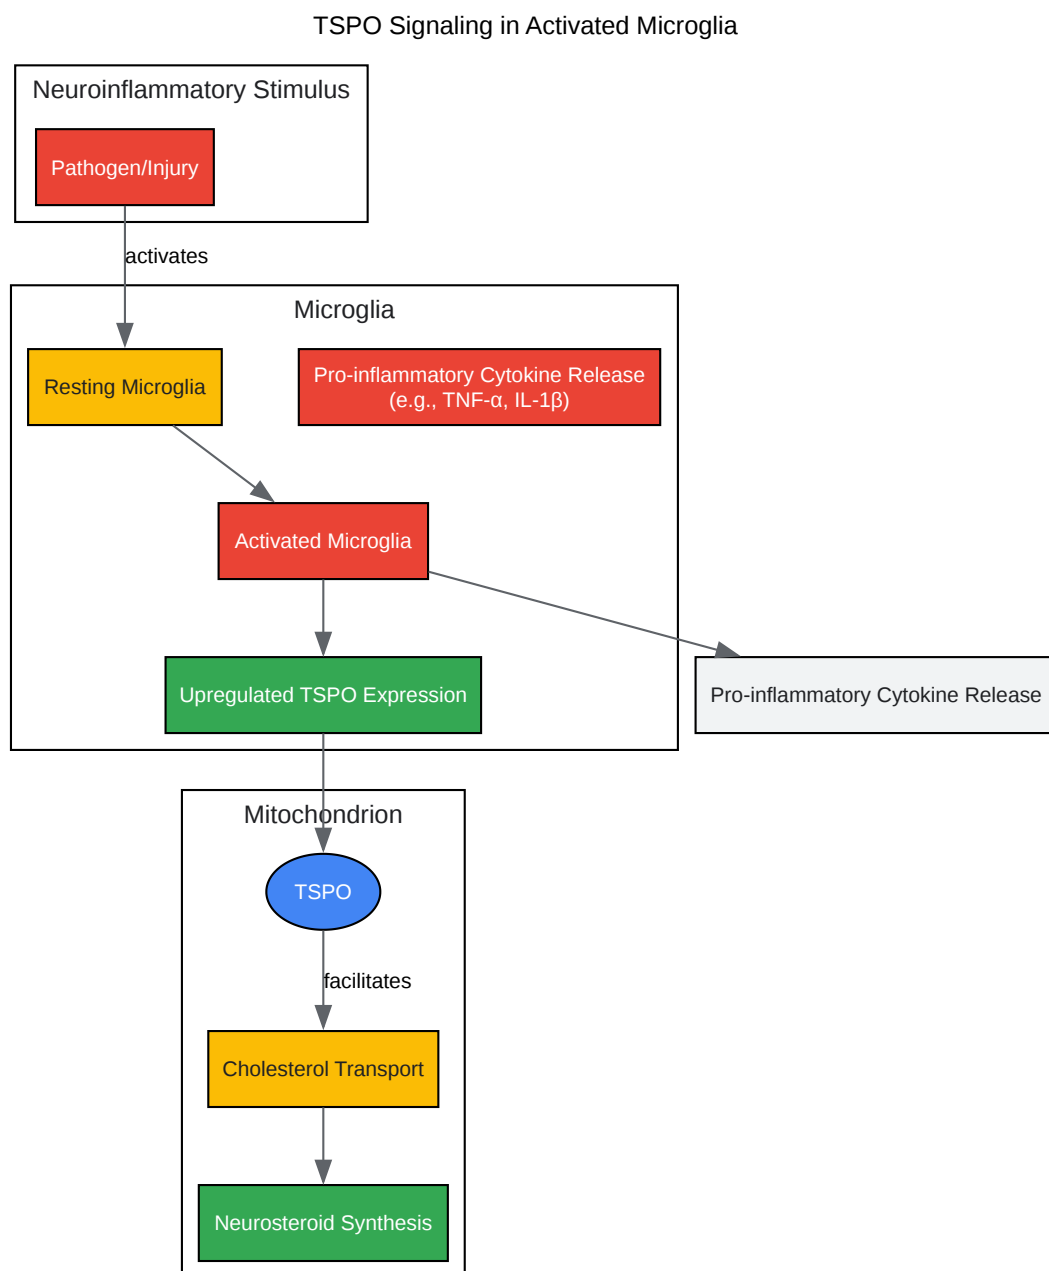 TSPO Signaling in Activated Microglia
Neuroinflammatory Stimulus
Pathogen/Injury
activates
Microglia
Resting Microglia
Pro-inflammatory Cytokine Release
(e.g., TNF-α, IL-1β)
Activated Microglia
Upregulated TSPO Expression
Pro-inflammatory Cytokine Release
Mitochondrion
TSPO
facilitates
Cholesterol Transport
Neurosteroid Synthesis